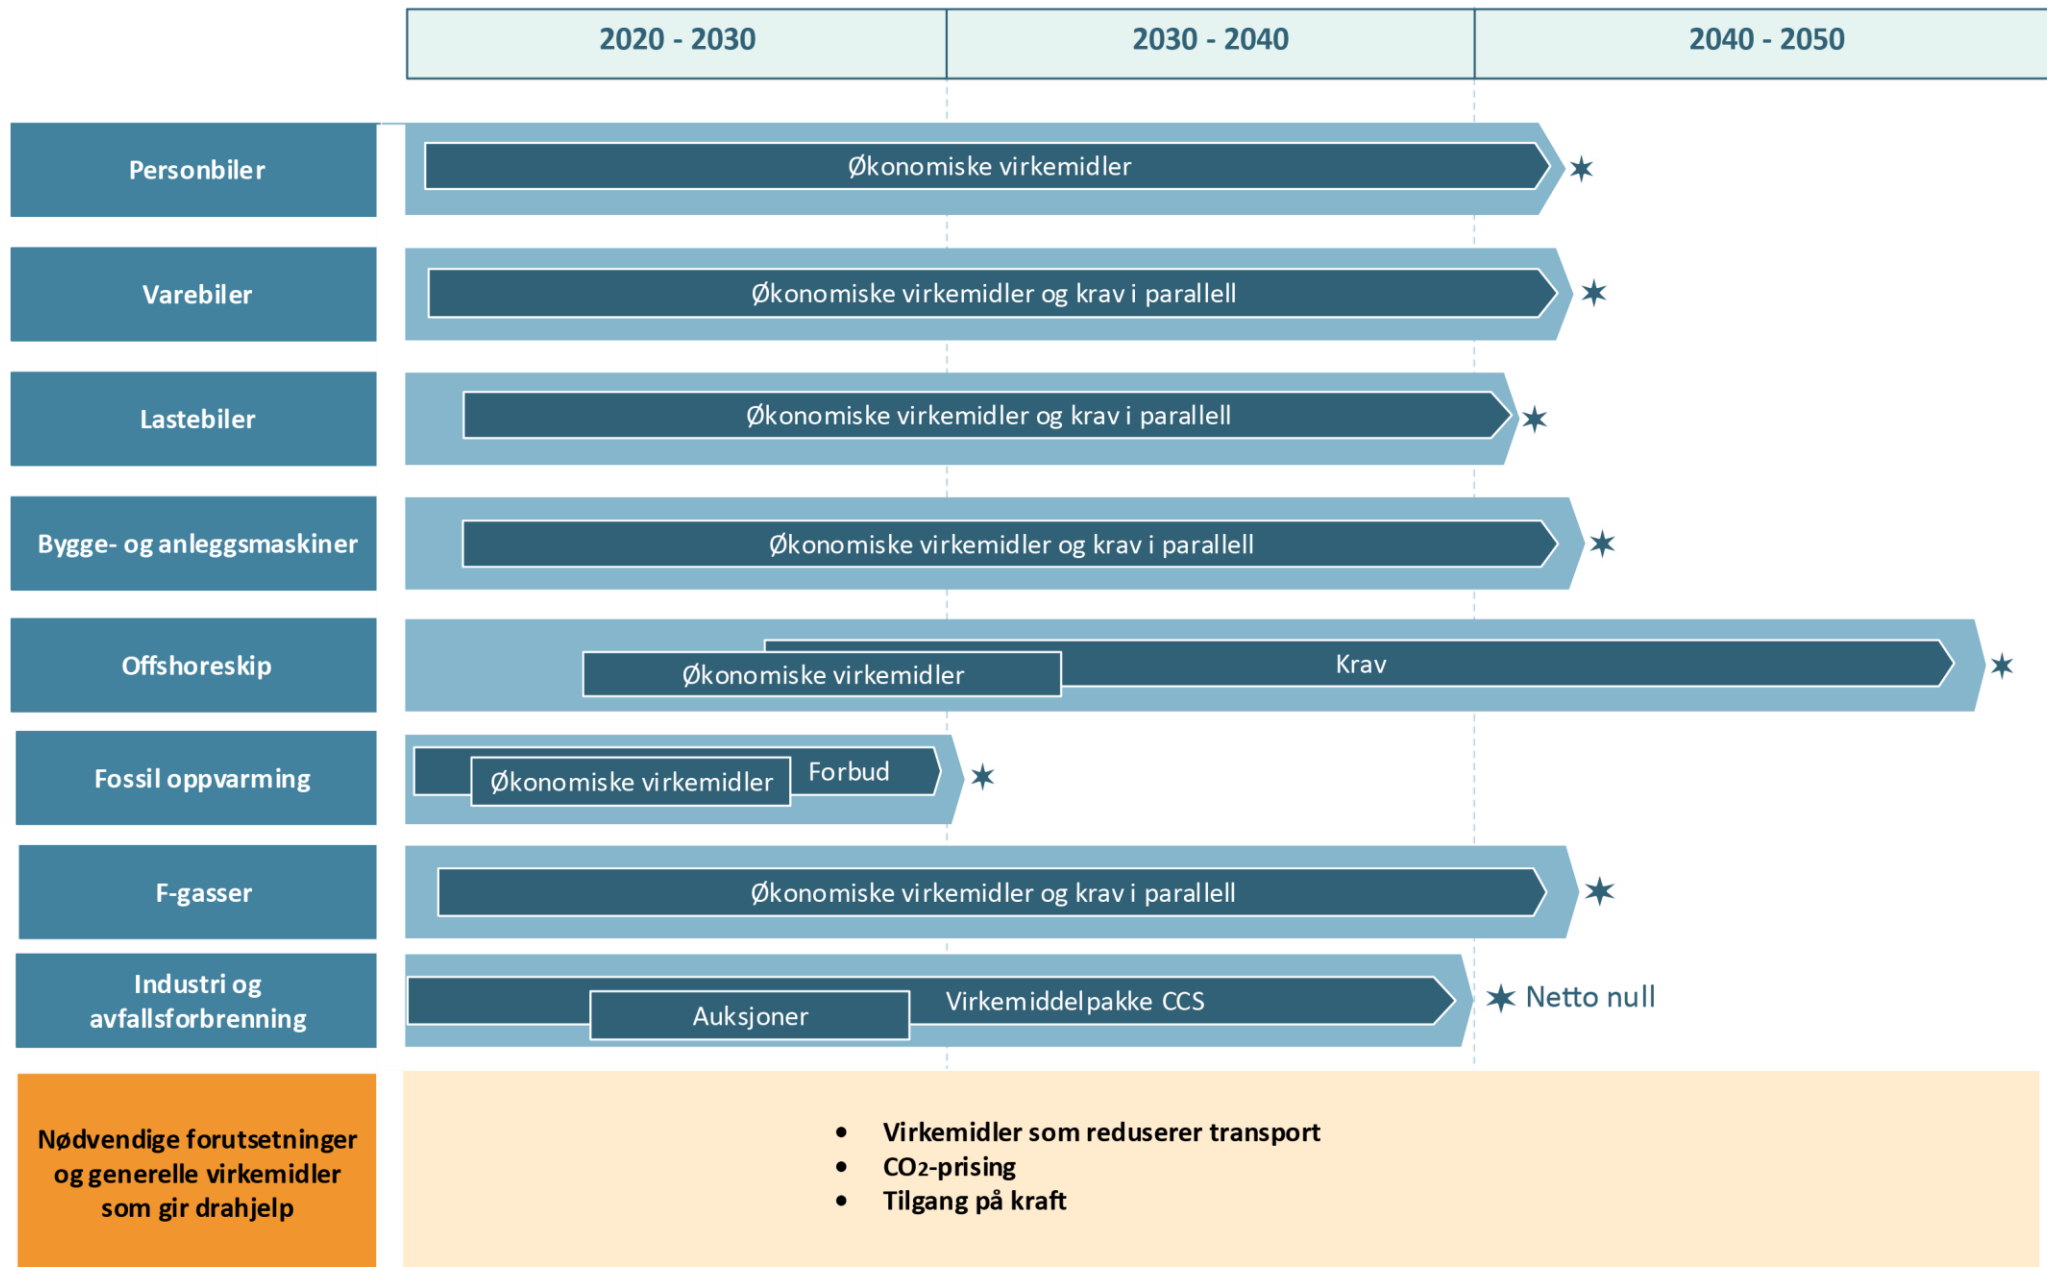 2020 - 2030
2030 - 2040
2040 - 2050
Personbiler
Økonomiske virkemidler
Varebiler
Økonomiske virkemidler og krav i parallell
Lastebiler
Økonomiske virkemidler og krav i parallell
Bygge- og anleggsmaskiner
Økonomiske virkemidler og krav i parallell
Offshoreskip
Økonomiske virkemidler
Krav
Fossil oppvarming
Økonomiske virkemidler
Forbud
F-gasser
Økonomiske virkemidler og krav i parallell
Industri og
avfallsforbrenning
Auksjoner
Virkemiddelpakke CCS
Netto null
Nødvendige forutsetninger
og generelle virkemidler
som gir drahjelp
• Virkemidler som reduserer transport
• CO2-prising
• Tilgang på kraft